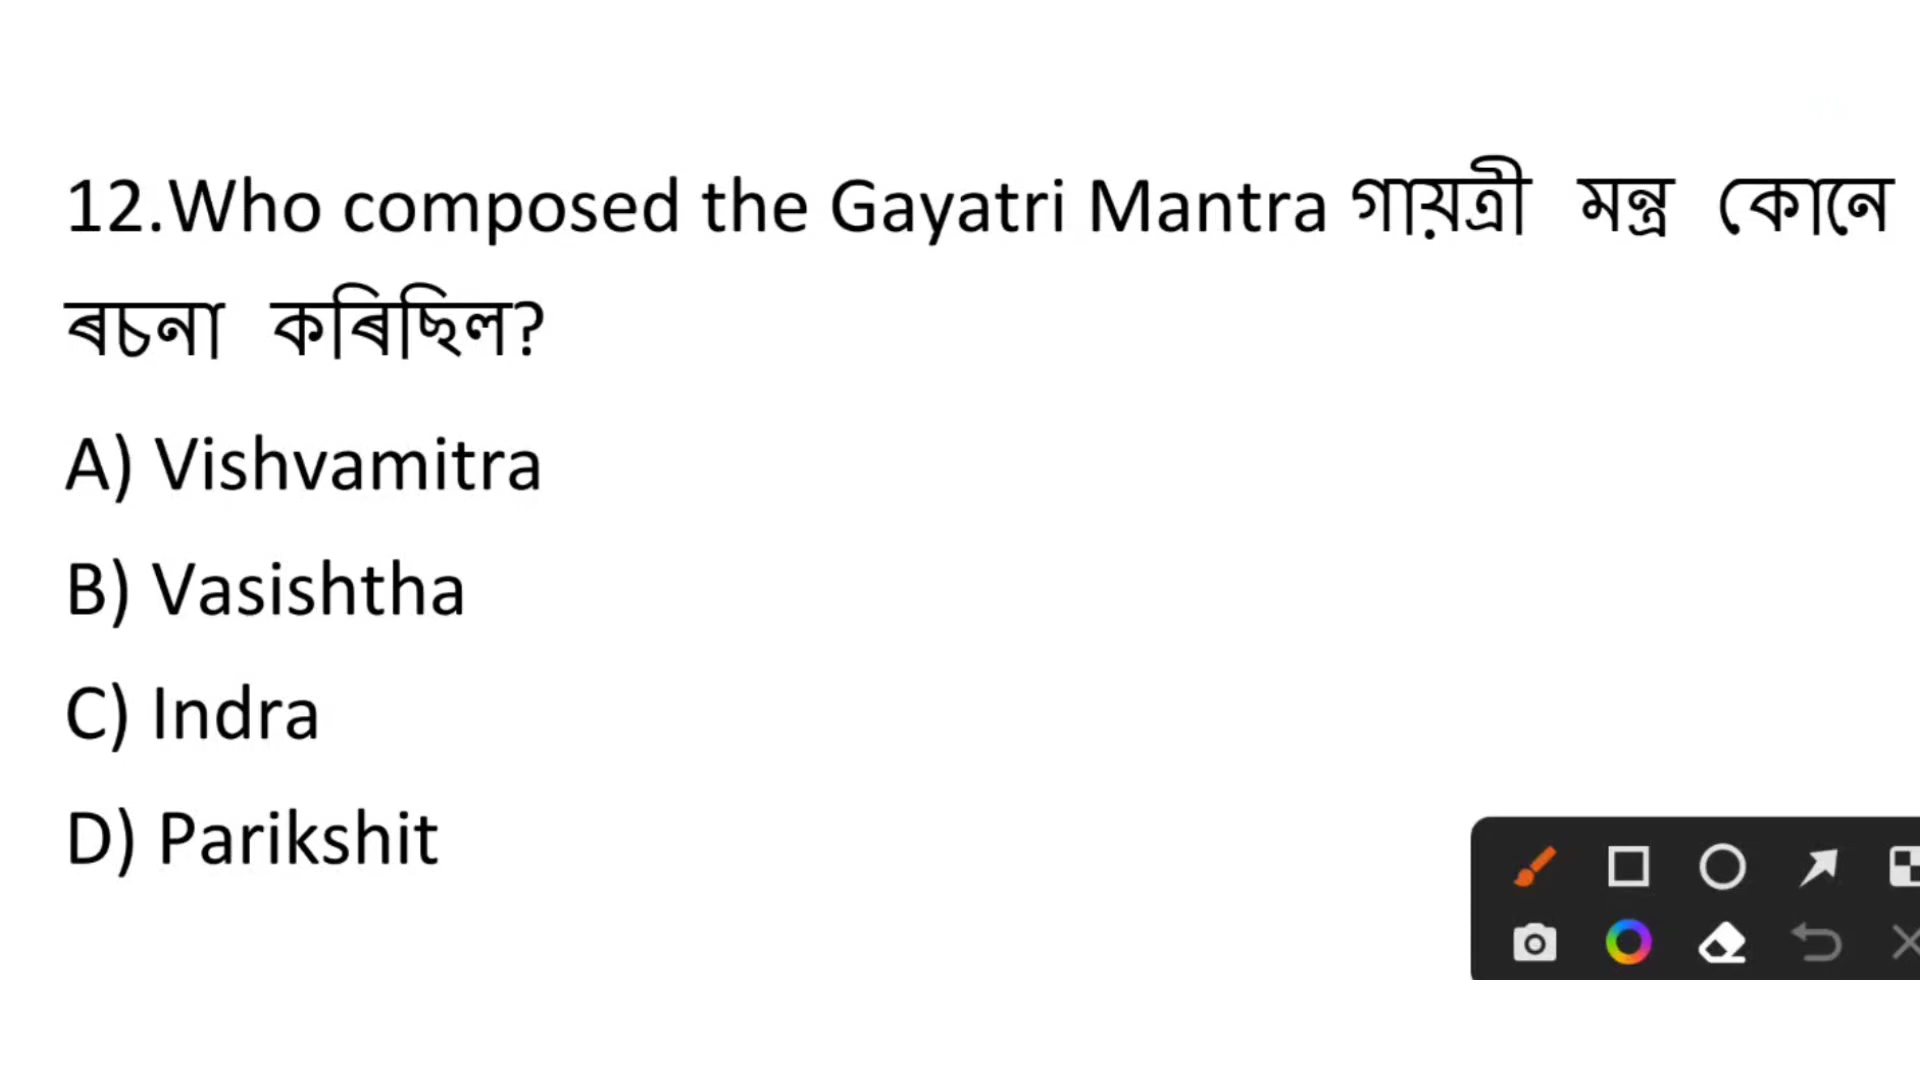 12.Who composed the Gayatri Mantra গায়ত্রী মন্ত্র কোনে
ৰচনা কৰিছিল?
A) Vishvamitra
B) Vasishtha
C) Indra
D) Parikshit